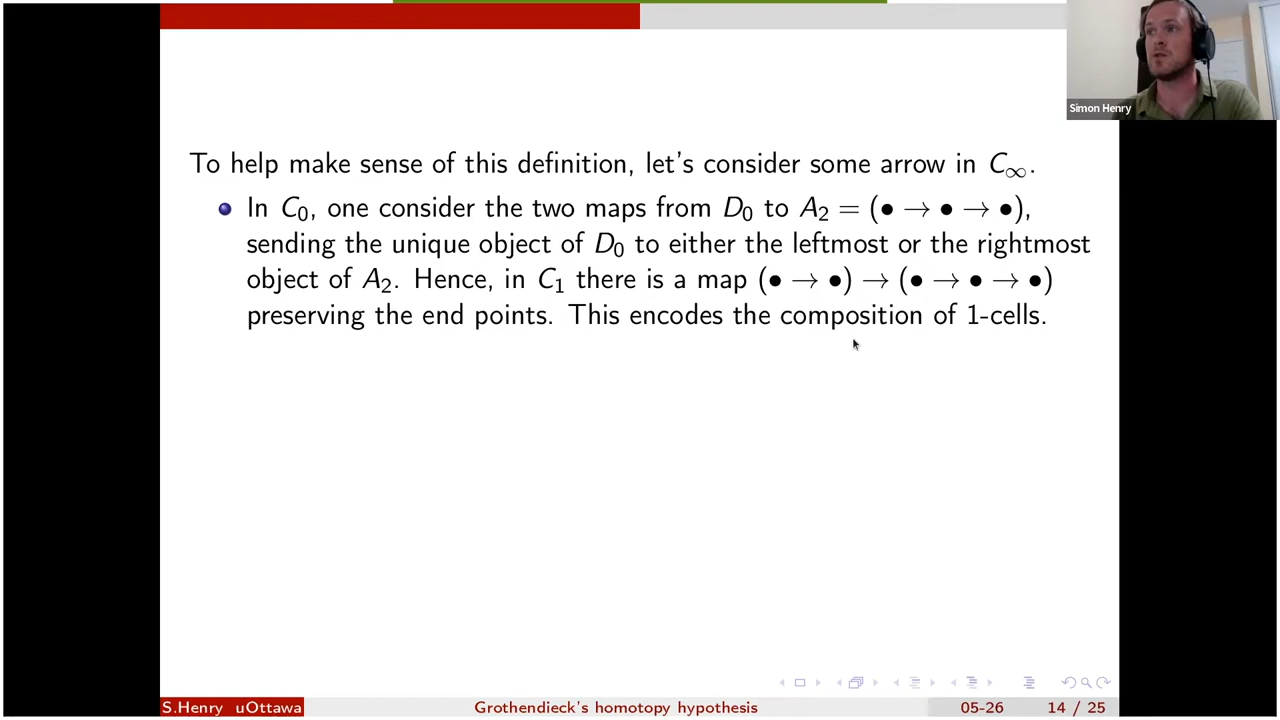 Simon Henry
To help make sense of this definition, let's consider some arrow in C∞.
In C₀, one consider the two maps from D₀ to A₂ = (• → • → •),
sending the unique object of D₀ to either the leftmost or the rightmost
object of A₂. Hence, in C₁ there is a map (• → •) → (• → • → •)
preserving the end points. This encodes the composition of 1-cells.
S.Henry uOttawa Grothendieck's homotopy hypothesis 05-26 14 / 25